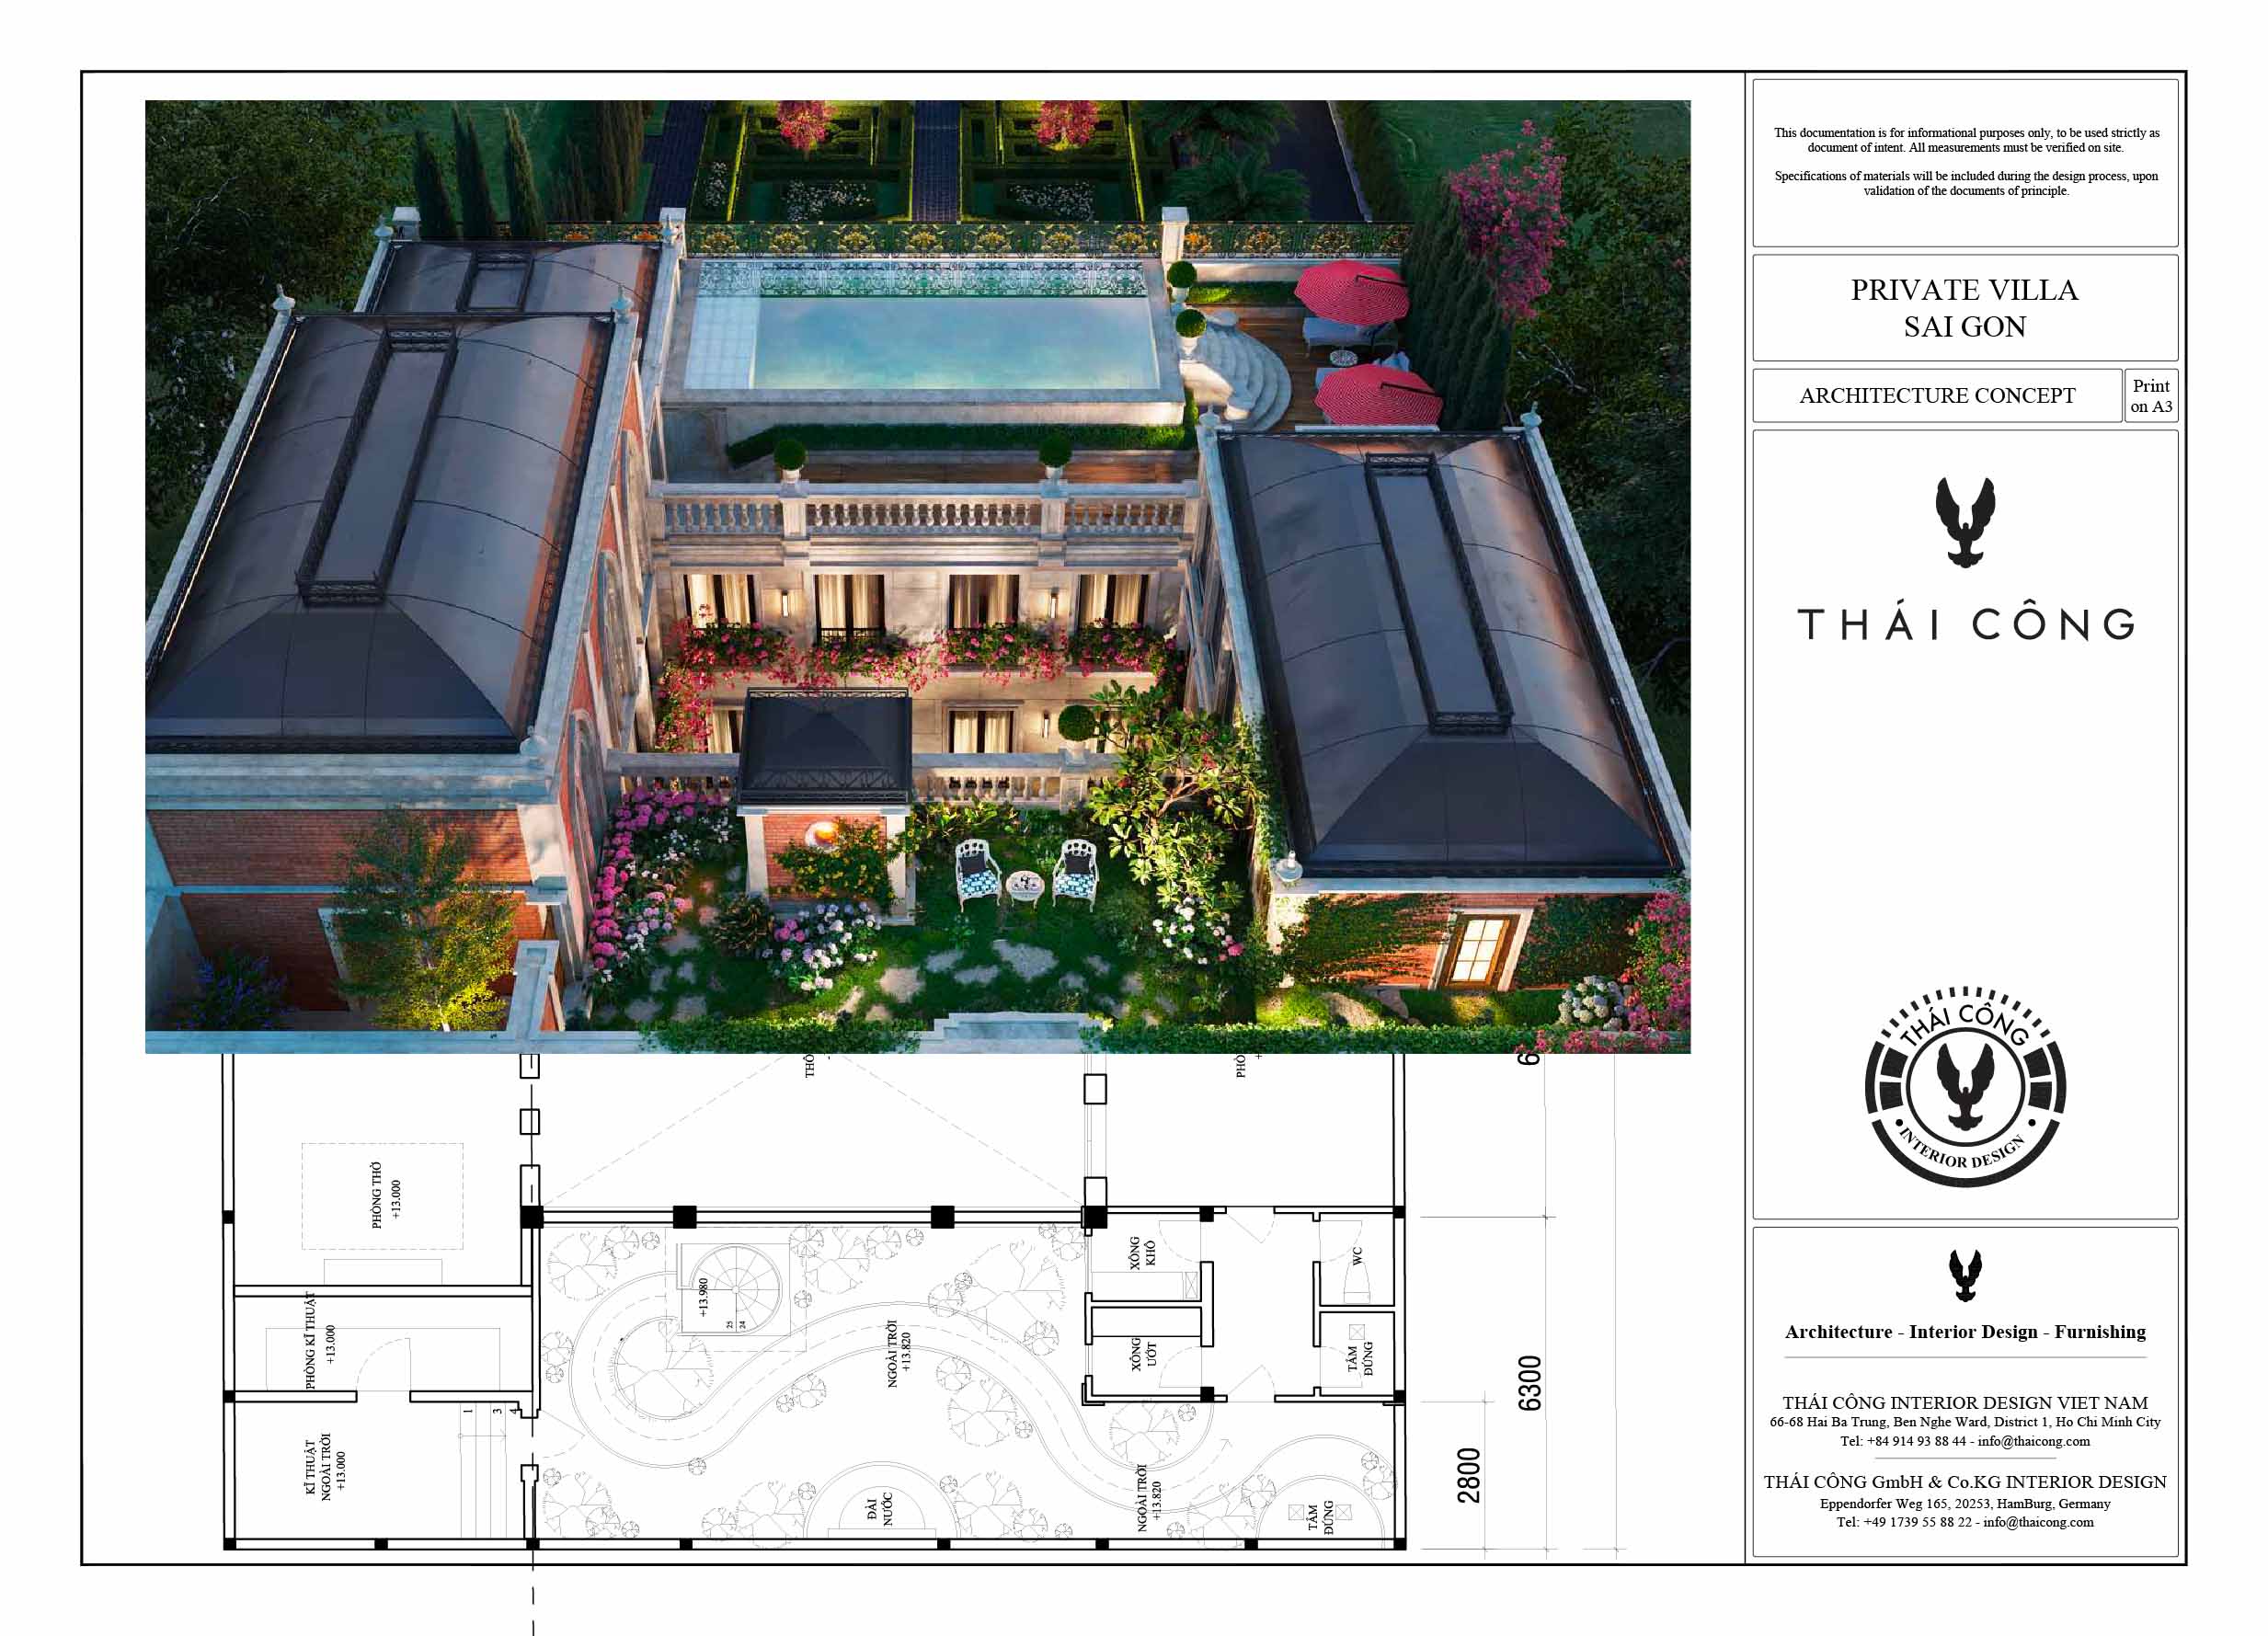 This documentation is for informational purposes only, to be used strictly as
document of intent. All measurements must be verified on site.
Specifications of materials will be included during the design process, upon
validation of the documents of principle.
PRIVATE VILLA
SAI GON
ARCHITECTURE CONCEPT
Print
on A3
THÁI CÔNG
THÁI CÔNG
INTERIOR DESIGN
Architecture - Interior Design - Furnishing
THÁI CÔNG INTERIOR DESIGN VIET NAM
66-68 Hai Ba Trung, Ben Nghe Ward, District 1, Ho Chi Minh City
Tel: +84 914 93 88 44 - info@thaicong.com
THÁI CÔNG GmbH & Co.KG INTERIOR DESIGN
Eppendorfer Weg 165, 20253, HamBurg, Germany
Tel: +49 1739 55 88 22 - info@thaicong.com
PHÒNG THỜ
+13.000
PHÒNG KĨ THUẬT
+13.000
KĨ THUẬT
NGOÀI TRỜI
+13.000
1
3
4
+13.980
25
24
NGOÀI TRỜI
+13.820
ĐÀI
NƯỚC
XÔNG
KHÔ
XÔNG
ƯỚT
WC
TẮM
ĐỨNG
NGOÀI TRỜI
+13.820
TẮM
ĐỨNG
2800
6300